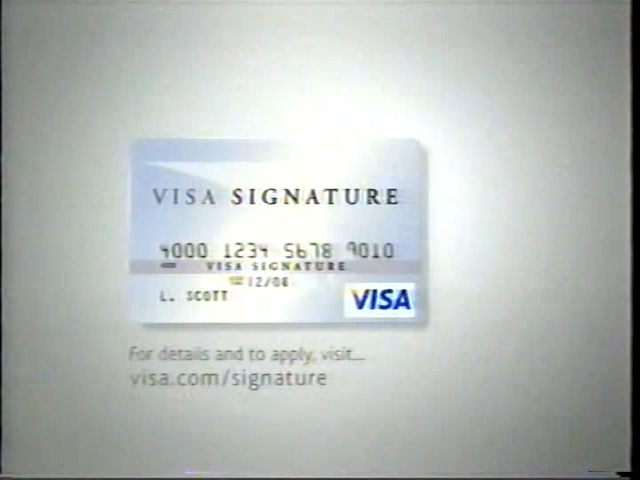 VISA SIGNATURE
4000 1234 5678 9010
VISA SIGNATURE
12/08
L. SCOTT
VISA
For details and to apply, visit...
visa.com/signature